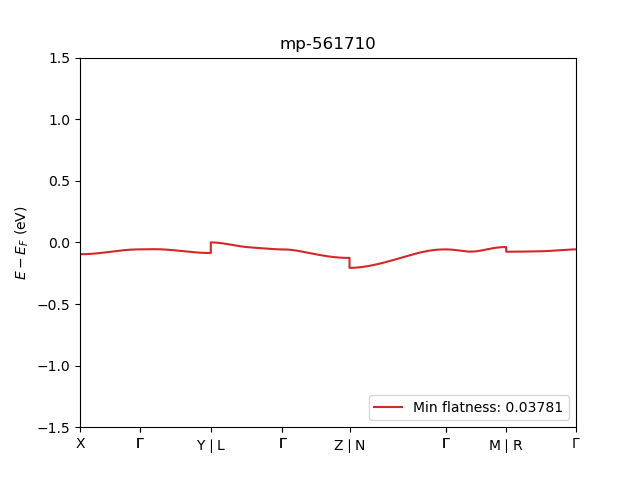 mp-561710
E − E_F (eV)
1.5
1.0
0.5
0.0
−0.5
−1.0
−1.5
Min flatness: 0.03781
X Γ Y | L Γ Z | N Γ M | R Γ